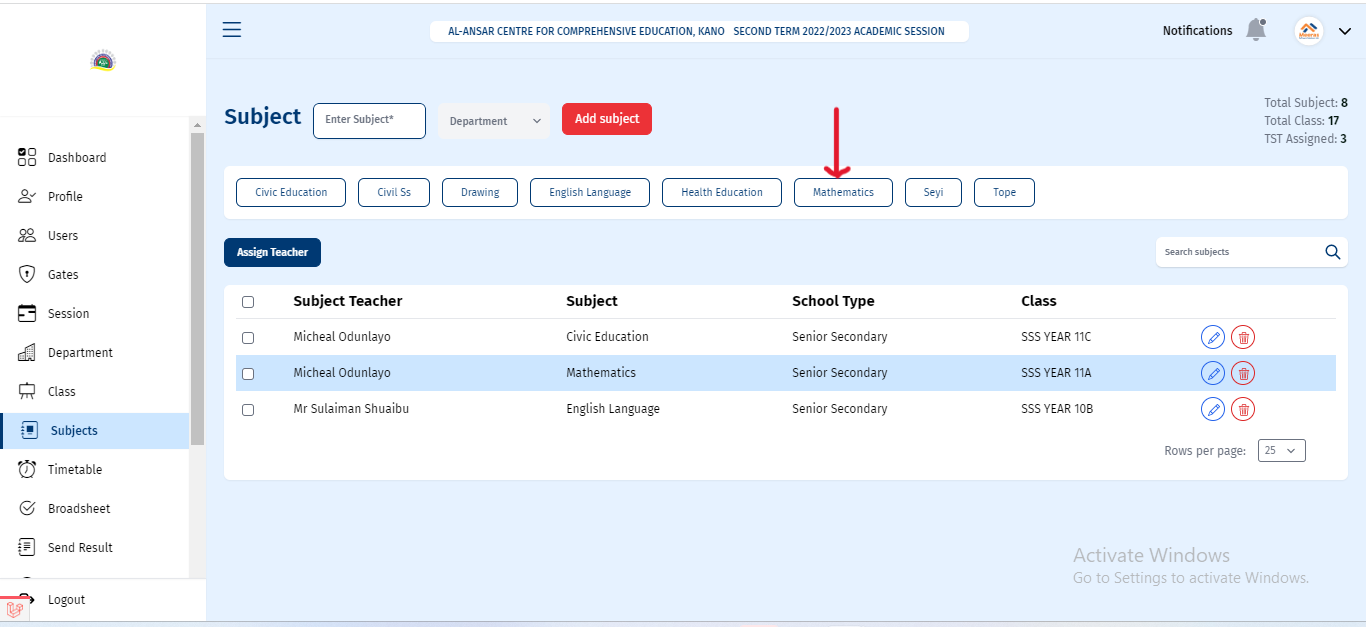 AL-ANSAR CENTRE FOR COMPREHENSIVE EDUCATION, KANO SECOND TERM 2022/2023 ACADEMIC SESSION
Notifications
Dashboard
Profile
Users
Gates
Session
Department
Class
Subjects
Timetable
Broadsheet
Send Result
Logout
Subject
Enter Subject*
Department
Add subject
Total Subject: 8
Total Class: 17
TST Assigned: 3
Civic Education
Civil Ss
Drawing
English Language
Health Education
Mathematics
Seyi
Tope
Assign Teacher
Search subjects
Subject Teacher Subject School Type Class
Micheal Odunlayo Civic Education Senior Secondary SSS YEAR 11C
Micheal Odunlayo Mathematics Senior Secondary SSS YEAR 11A
Mr Sulaiman Shuaibu English Language Senior Secondary SSS YEAR 10B
Rows per page: 25
Activate Windows
Go to Settings to activate Windows.